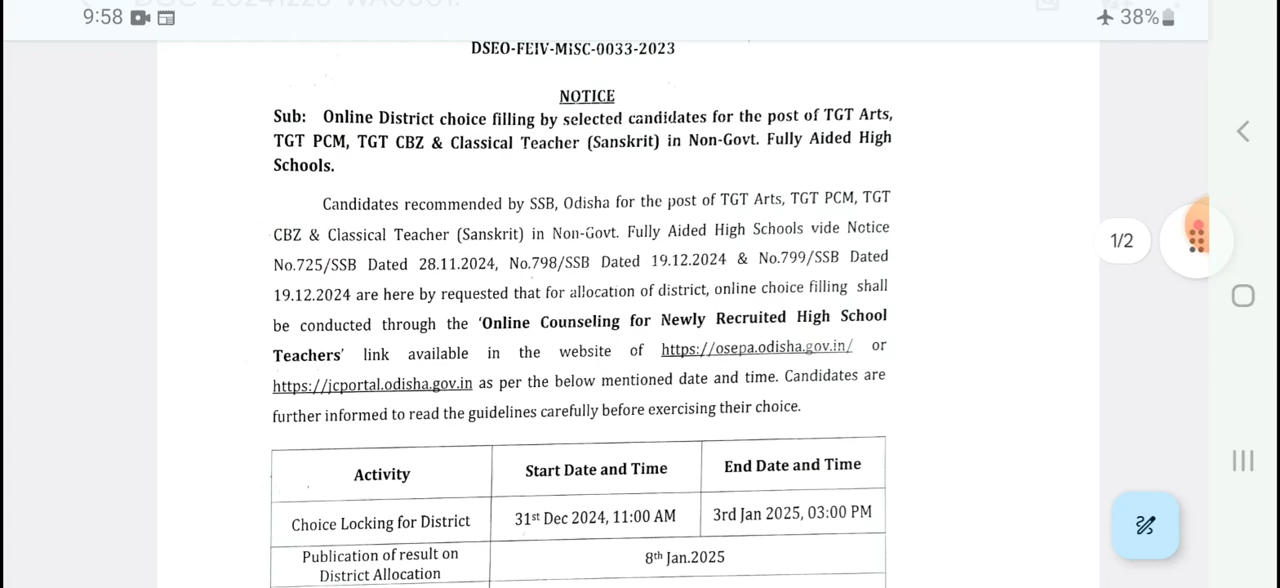 9:58
38%
DSEO-FEIV-MISC-0033-2023
NOTICE
Sub: Online District choice filling by selected candidates for the post of TGT Arts,
TGT PCM, TGT CBZ & Classical Teacher (Sanskrit) in Non-Govt. Fully Aided High
Schools.
Candidates recommended by SSB, Odisha for the post of TGT Arts, TGT PCM, TGT
CBZ & Classical Teacher (Sanskrit) in Non-Govt. Fully Aided High Schools vide Notice
No.725/SSB Dated 28.11.2024, No.798/SSB Dated 19.12.2024 & No.799/SSB Dated
19.12.2024 are here by requested that for allocation of district, online choice filling shall
be conducted through the 'Online Counseling for Newly Recruited High School
Teachers' link available in the website of https://osepa.odisha.gov.in/ or
https://jcportal.odisha.gov.in as per the below mentioned date and time. Candidates are
further informed to read the guidelines carefully before exercising their choice.
Activity
Start Date and Time
End Date and Time
Choice Locking for District
31st Dec 2024, 11:00 AM
3rd Jan 2025, 03:00 PM
Publication of result on
District Allocation
8th Jan.2025
1/2